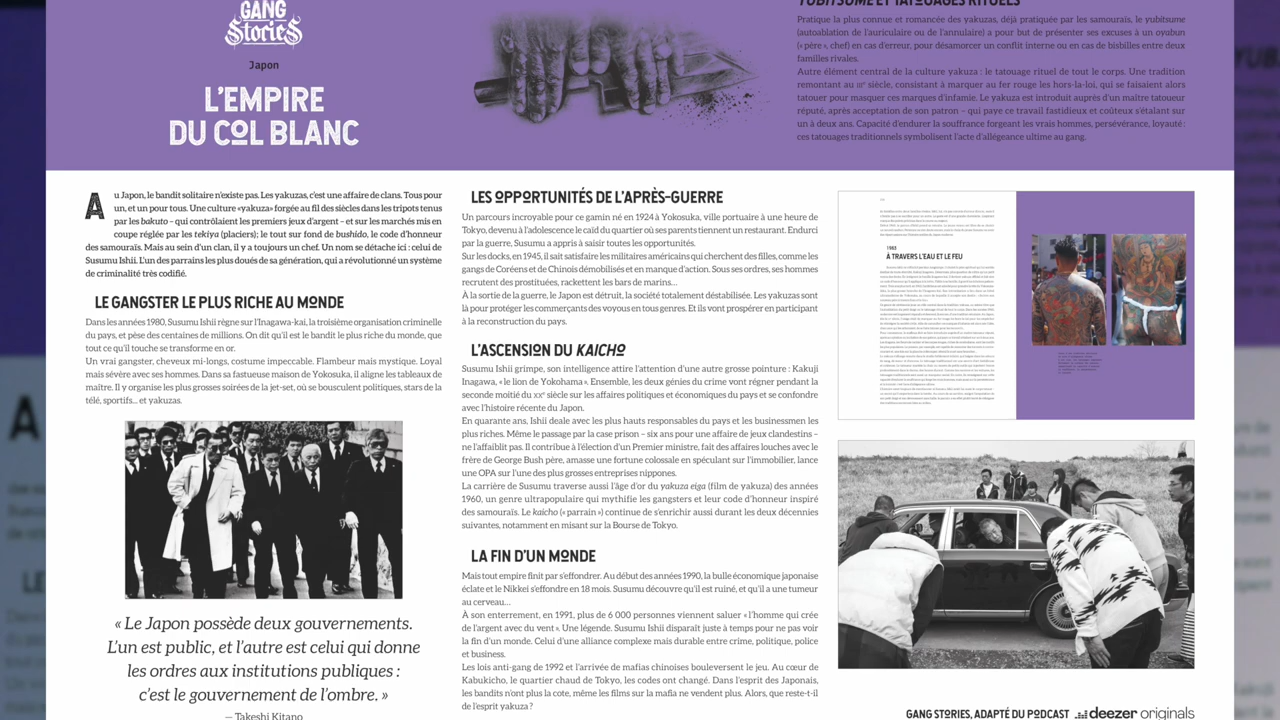 GANG
Stories
Japon
L'EMPIRE
DU COL BLANC
YUBITSUME ET TATOUAGES RITUELS
Pratique la plus connue et romancée des yakuzas, déjà pratiquée par les samouraïs, le yubitsume
(autoablation de l'auriculaire ou de l'annulaire) a pour but de présenter ses excuses à un oyabun
(« père », chef) en cas d'erreur, pour désamorcer un conflit interne ou en cas de bisbilles entre deux
familles rivales.
Autre élément central de la culture yakuza : le tatouage rituel de tout le corps. Une tradition
remontant au IIIe siècle, consistant à marquer au fer rouge les hors-la-loi, qui se faisaient alors
tatouer pour masquer ces marques d'infamie. Le yakuza est introduit auprès d'un maître tatoueur
réputé, après acceptation de son patron – qui paye ce travail fastidieux et coûteux s'étalant sur
un à deux ans. Capacité d'endurer la souffrance forgeant les vrais hommes, persévérance, loyauté :
ces tatouages traditionnels symbolisent l'acte d'allégeance ultime au gang.
Au Japon, le bandit solitaire n'existe pas. Les yakuzas, c'est une affaire de clans. Tous pour
un, et un pour tous. Une culture «yakuza» forgée au fil des siècles dans les tripots tenus
par les bakuto – qui contrôlaient les premiers jeux d'argent – et sur les marchés mis en
coupe réglée par les tekiya (placiers); le tout sur fond de bushido, le code d'honneur
des samouraïs. Mais au sein d'un clan, il y a toujours un chef. Un nom se détache ici : celui de
Susumu Ishii. L'un des parrains les plus doués de sa génération, qui a révolutionné un système
de criminalité très codifié.
LE GANGSTER LE PLUS RICHE AU MONDE
Dans les années 1980, Susumu Ishii règne sur l'Inagawa-kai, la troisième organisation criminelle
du pays, et pèse des centaines de millions. On dit qu'il est le bandit le plus riche du monde, que
tout ce qu'il touche se transforme en or.
Un vrai gangster, cheveux mi-longs, costume impeccable. Flambeur mais mystique. Loyal
mais sévère avec ses hommes. Dans sa fastueuse maison de Yokosuka, il aligne les tableaux de
maître. Il y organise les plus grosses soirées de la jet-set, où se bousculent politiques, stars de la
télé, sportifs... et yakuzas.
« Le Japon possède deux gouvernements.
L'un est public, et l'autre est celui qui donne
les ordres aux institutions publiques :
c'est le gouvernement de l'ombre. »
— Takeshi Kitano
LES OPPORTUNITÉS DE L'APRÈS-GUERRE
Un parcours incroyable pour ce gamin né en 1924 à Yokosuka, ville portuaire à une heure de
Tokyo, devenu à l'adolescence le caïd du quartier où ses parents tiennent un restaurant. Endurci
par la guerre, Susumu a appris à saisir toutes les opportunités.
Sur les docks, en 1945, il sait satisfaire les militaires américains qui cherchent des filles, comme les
gangs de Coréens et de Chinois démobilisés et en manque d'action. Sous ses ordres, ses hommes
recrutent des prostituées, rackettent les bars de marins...
À la sortie de la guerre, le Japon est détruit, la société totalement déstabilisée. Les yakuzas sont
là pour protéger les commerçants des voyous en tous genres. Et ils vont prospérer en participant
à la reconstruction du pays.
L'ASCENSION DU KAICHO
Susumu Ishii grimpe, son intelligence attire l'attention d'une autre grosse pointure : Kakuji
Inagawa, « le lion de Yokohama ». Ensemble, les deux génies du crime vont régner pendant la
seconde moitié du XXe siècle sur les affaires politiques et économiques du pays et se confondre
avec l'histoire récente du Japon.
En quarante ans, Ishii deale avec les plus hauts responsables du pays et les businessmen les
plus riches. Même le passage par la case prison – six ans pour une affaire de jeux clandestins –
ne l'affaiblit pas. Il contribue à l'élection d'un Premier ministre, fait des affaires louches avec le
frère de George Bush père, amasse une fortune colossale en spéculant sur l'immobilier, lance
une OPA sur l'une des plus grosses entreprises nippones.
La carrière de Susumu traverse aussi l'âge d'or du yakuza eiga (film de yakuza) des années
1960, un genre ultrapopulaire qui mythifie les gangsters et leur code d'honneur inspiré
des samouraïs. Le kaicho (« parrain ») continue de s'enrichir aussi durant les deux décennies
suivantes, notamment en misant sur la Bourse de Tokyo.
LA FIN D'UN MONDE
Mais tout empire finit par s'effondrer. Au début des années 1990, la bulle économique japonaise
éclate et le Nikkei s'effondre en 18 mois. Susumu découvre qu'il est ruiné, et qu'il a une tumeur
au cerveau...
À son enterrement, en 1991, plus de 6 000 personnes viennent saluer « l'homme qui crée
de l'argent avec du vent ». Une légende. Susumu Ishii disparaît juste à temps pour ne pas voir
la fin d'un monde. Celui d'une alliance complexe mais durable entre crime, politique, police
et business.
Les lois anti-gang de 1992 et l'arrivée de mafias chinoises bouleversent le jeu. Au cœur de
Kabukicho, le quartier chaud de Tokyo, les codes ont changé. Dans l'esprit des Japonais,
les bandits n'ont plus la cote, même les films sur la mafia ne vendent plus. Alors, que reste-t-il
de l'esprit yakuza ?
À TRAVERS L'EAU ET LE FEU
GANG STORIES, ADAPTÉ DU PODCAST deezer originals